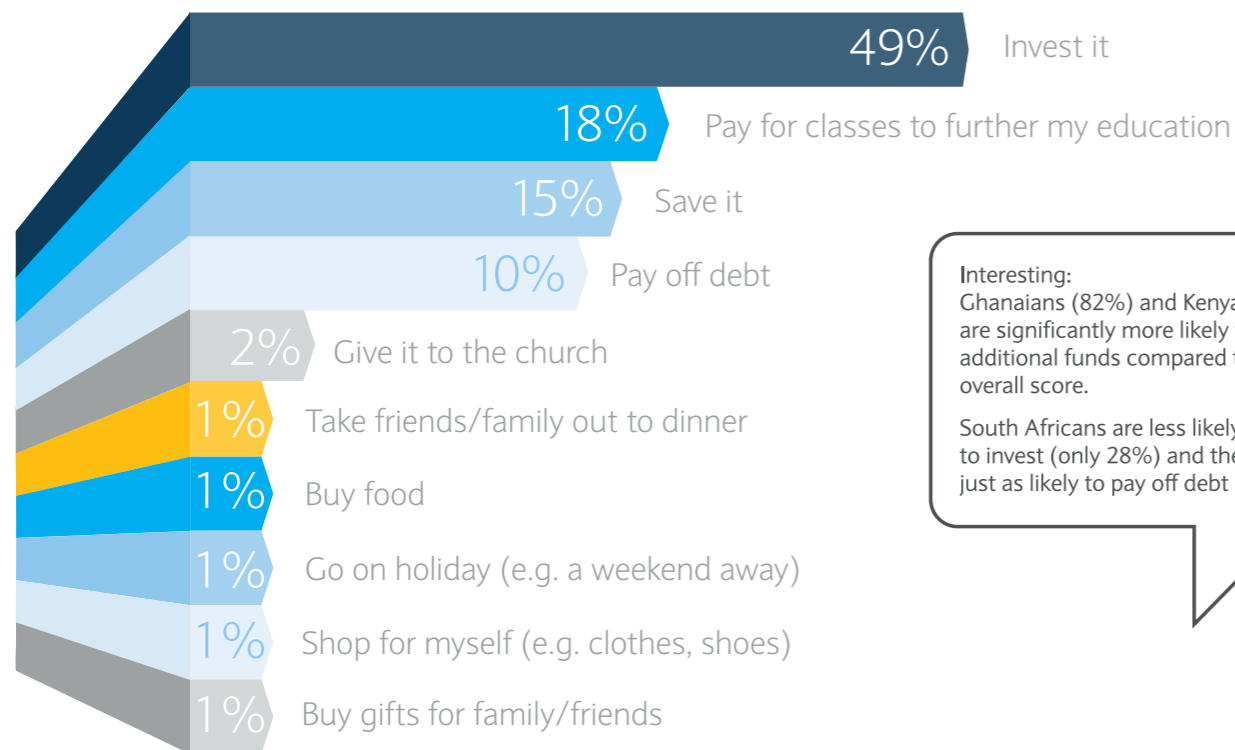 49% Invest it
18% Pay for classes to further my education
15% Save it
10% Pay off debt
2% Give it to the church
1% Take friends/family out to dinner
1% Buy food
1% Go on holiday (e.g. a weekend away)
1% Shop for myself (e.g. clothes, shoes)
1% Buy gifts for family/friends
Interesting:
Ghanaians (82%) and
are significantly more likely
additional funds compared
overall score.
South Africans are less likely
to invest (only 28%) and
just as likely to pay off debt